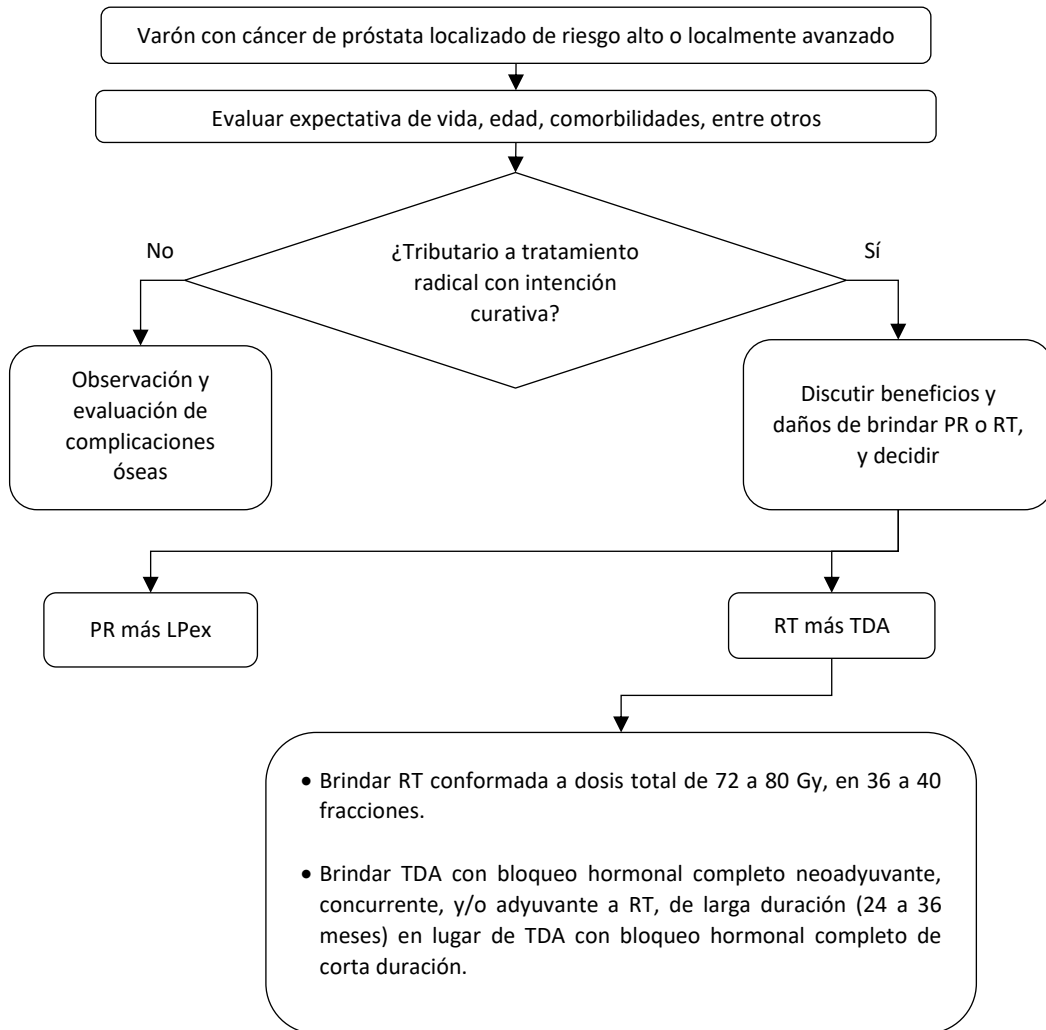 Varón con cáncer de próstata localizado de riesgo alto o localmente avanzado
Evaluar expectativa de vida, edad, comorbilidades, entre otros
No
¿Tributario a tratamiento
radical con intención
curativa?
Sí
Observación y
evaluación de
complicaciones
óseas
Discutir beneficios y
daños de brindar PR o RT,
y decidir
PR más LPex
RT más TDA
• Brindar RT conformada a dosis total de 72 a 80 Gy, en 36 a 40
fracciones.
• Brindar TDA con bloqueo hormonal completo neoadyuvante,
concurrente, y/o adyuvante a RT, de larga duración (24 a 36
meses) en lugar de TDA con bloqueo hormonal completo de
corta duración.